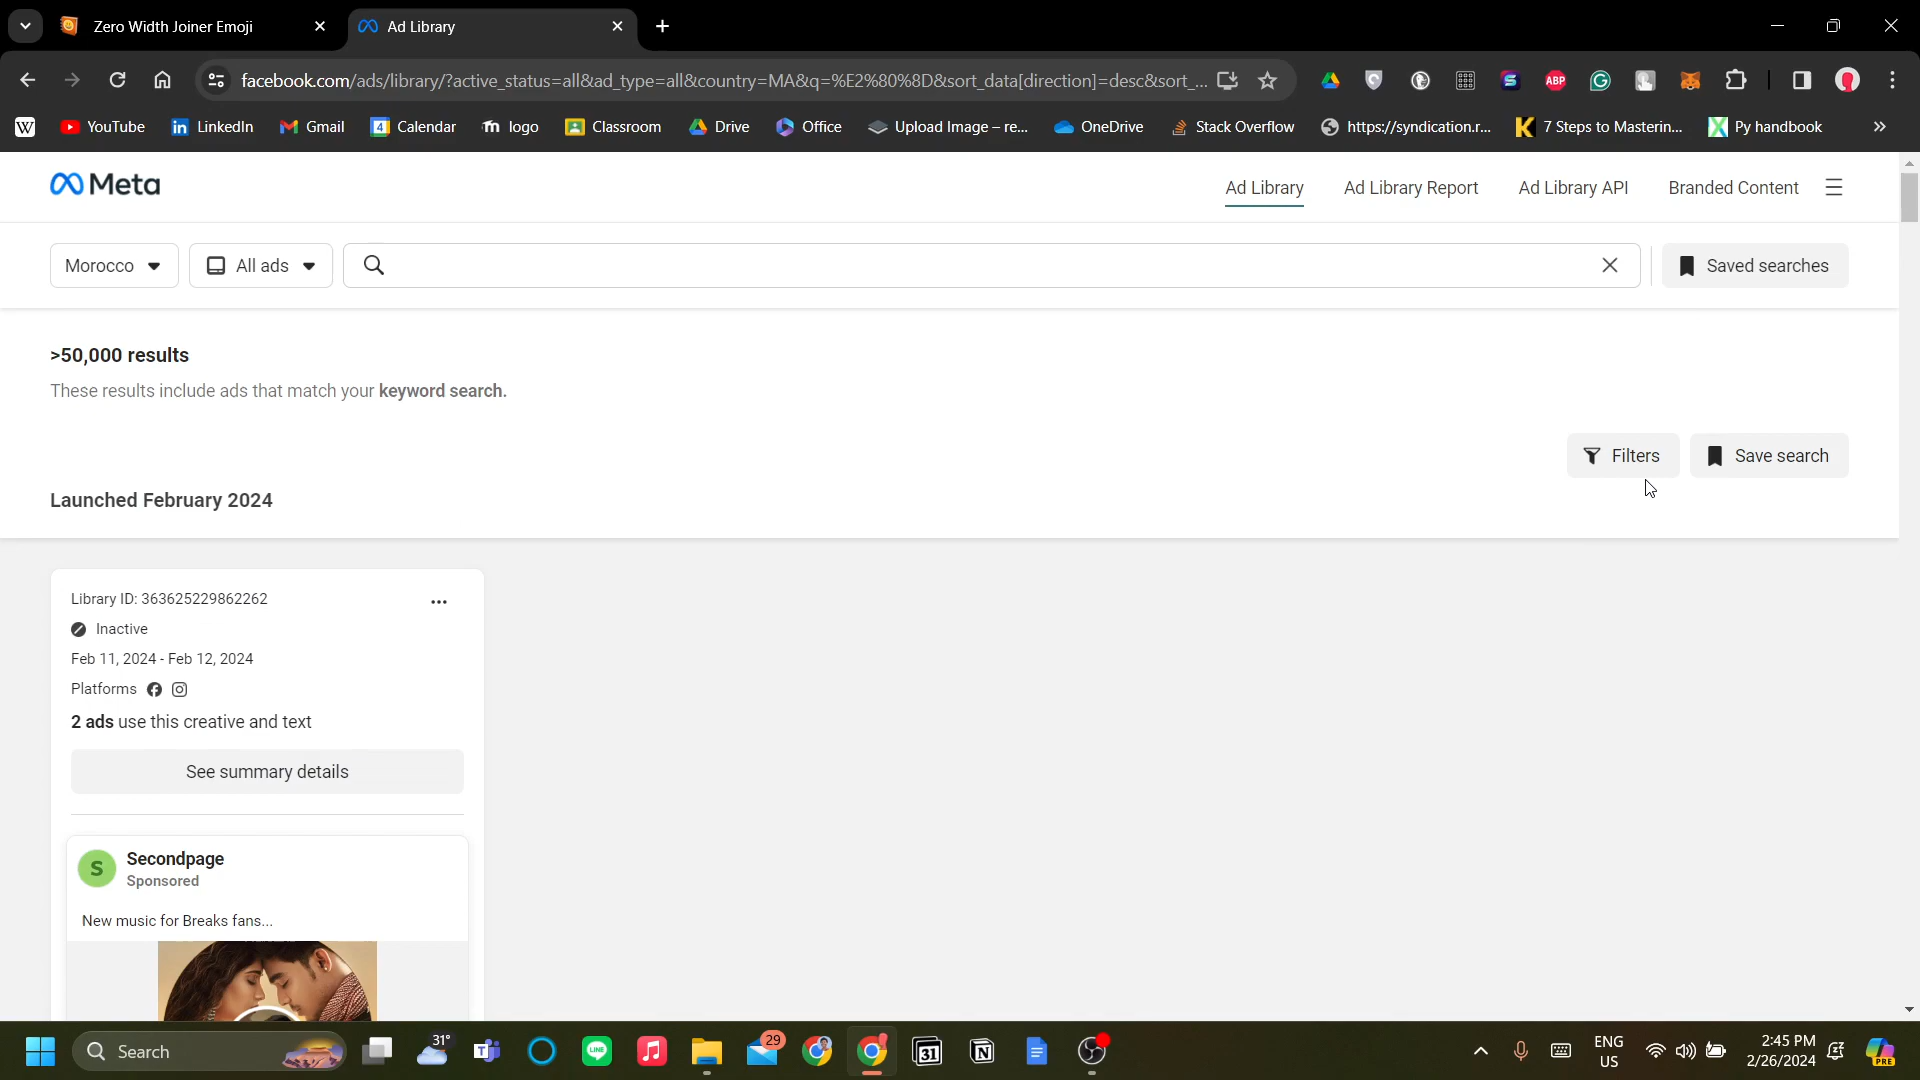 Zero Width Joiner Emoji
Ad Library
facebook.com/ads/library/?active_status=all&ad_type=all&country=MA&q=%E2%80%8D&sort_data[direction]=desc&sort_...
ABP
W
YouTube
LinkedIn
Gmail
4 Calendar
m logo
Classroom
Drive
Office
Upload Image – re...
OneDrive
Stack Overflow
https://syndication.r...
K 7 Steps to Masterin...
Py handbook
Meta
Ad Library
Ad Library Report
Ad Library API
Branded Content
Morocco
All ads
Saved searches
>50,000 results
These results include ads that match your keyword search.
Filters
Save search
Launched February 2024
Library ID: 363625229862262
Inactive
Feb 11, 2024 - Feb 12, 2024
Platforms
2 ads use this creative and text
See summary details
S
Secondpage
Sponsored
New music for Breaks fans...
Search
31°
LINE
29
31
ENG
US
2:45 PM
2/26/2024
PRE